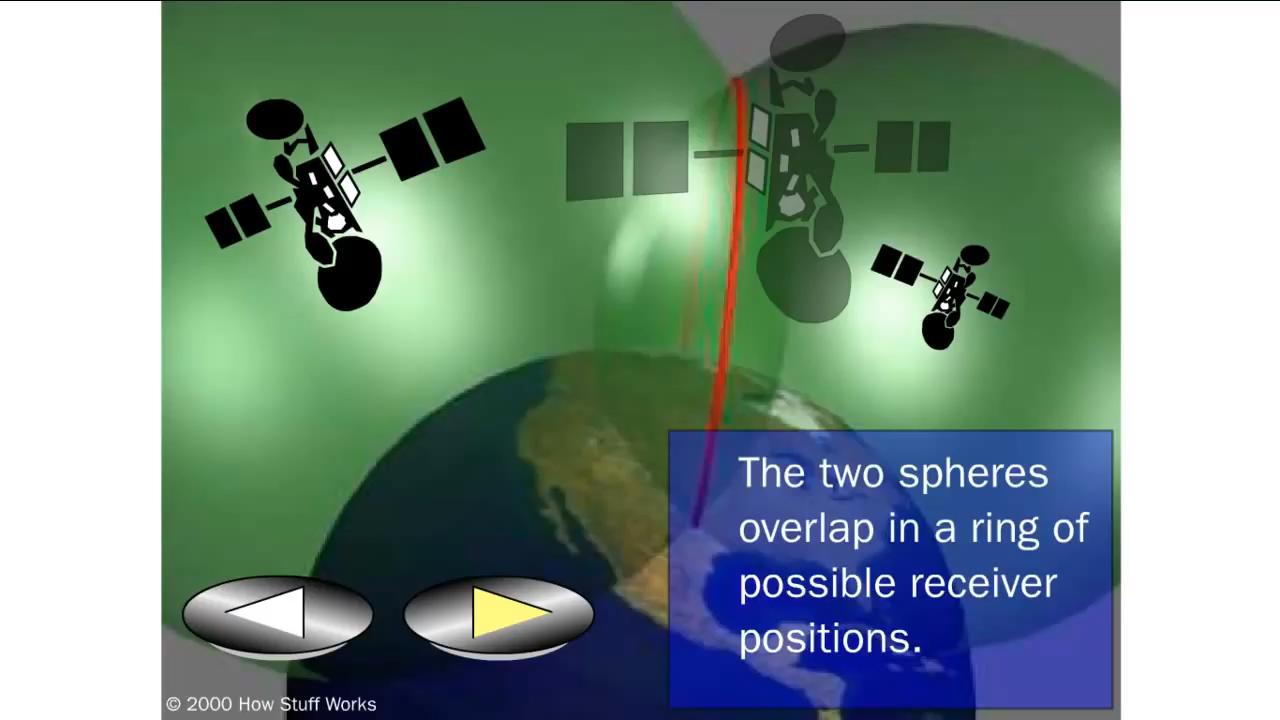 The two spheres
overlap in a ring of
possible receiver
positions.
© 2000 How Stuff Works